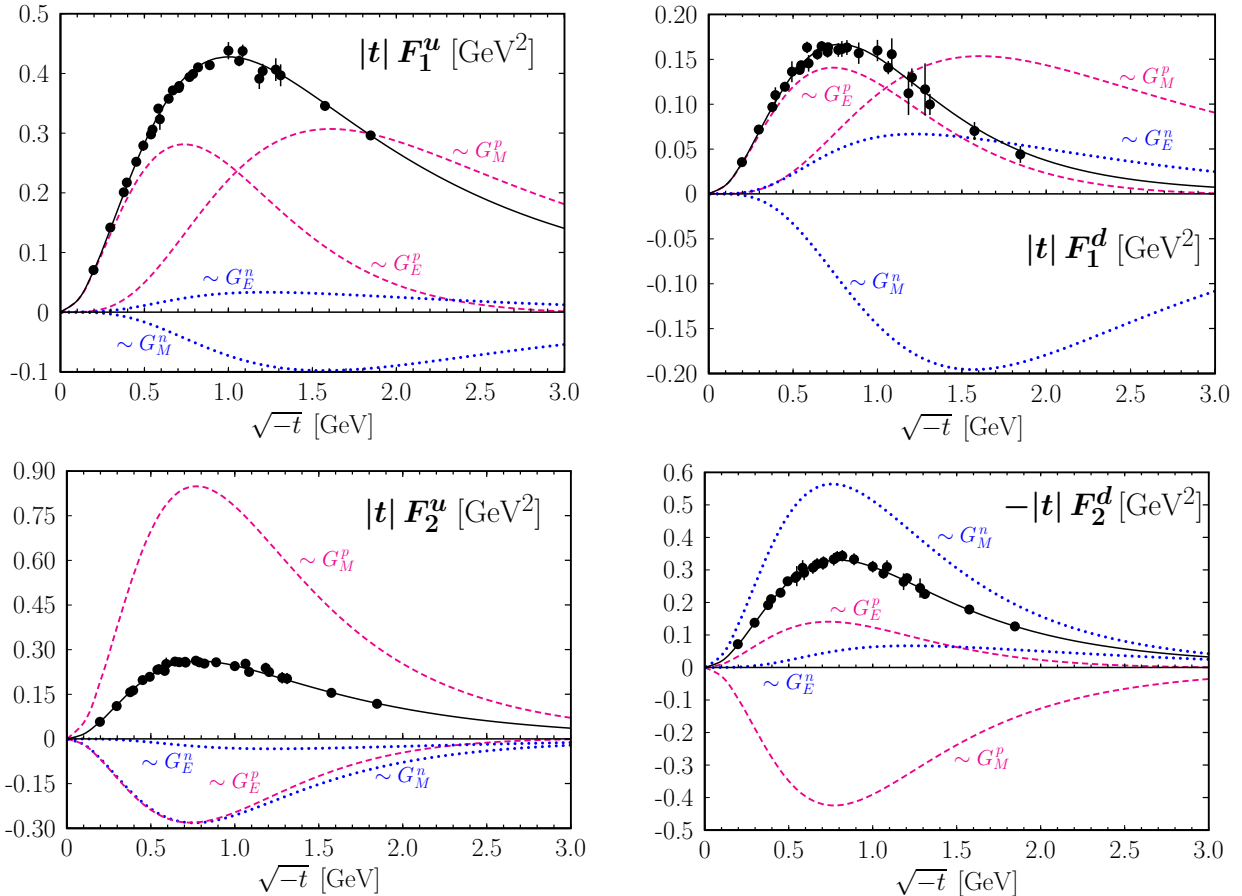 |t| F_1^u [GeV²]
0.5
0.4
0.3
0.2
0.1
0
-0.1
∼ G_M^p
∼ G_E^p
∼ G_E^n
∼ G_M^n
0 0.5 1.0 1.5 2.0 2.5 3.0
√−t [GeV]
|t| F_1^d [GeV²]
0.20
0.15
0.10
0.05
0
-0.05
-0.10
-0.15
-0.20
∼ G_M^p
∼ G_E^p
∼ G_E^n
∼ G_M^n
0 0.5 1.0 1.5 2.0 2.5 3.0
√−t [GeV]
|t| F_2^u [GeV²]
0.90
0.75
0.60
0.45
0.30
0.15
0
-0.15
-0.30
∼ G_M^p
∼ G_E^n
∼ G_E^p
∼ G_M^n
0 0.5 1.0 1.5 2.0 2.5 3.0
√−t [GeV]
−|t| F_2^d [GeV²]
0.6
0.5
0.4
0.3
0.2
0.1
0
-0.1
-0.2
-0.3
-0.4
-0.5
∼ G_M^n
∼ G_E^p
∼ G_E^n
∼ G_M^p
0 0.5 1.0 1.5 2.0 2.5 3.0
√−t [GeV]